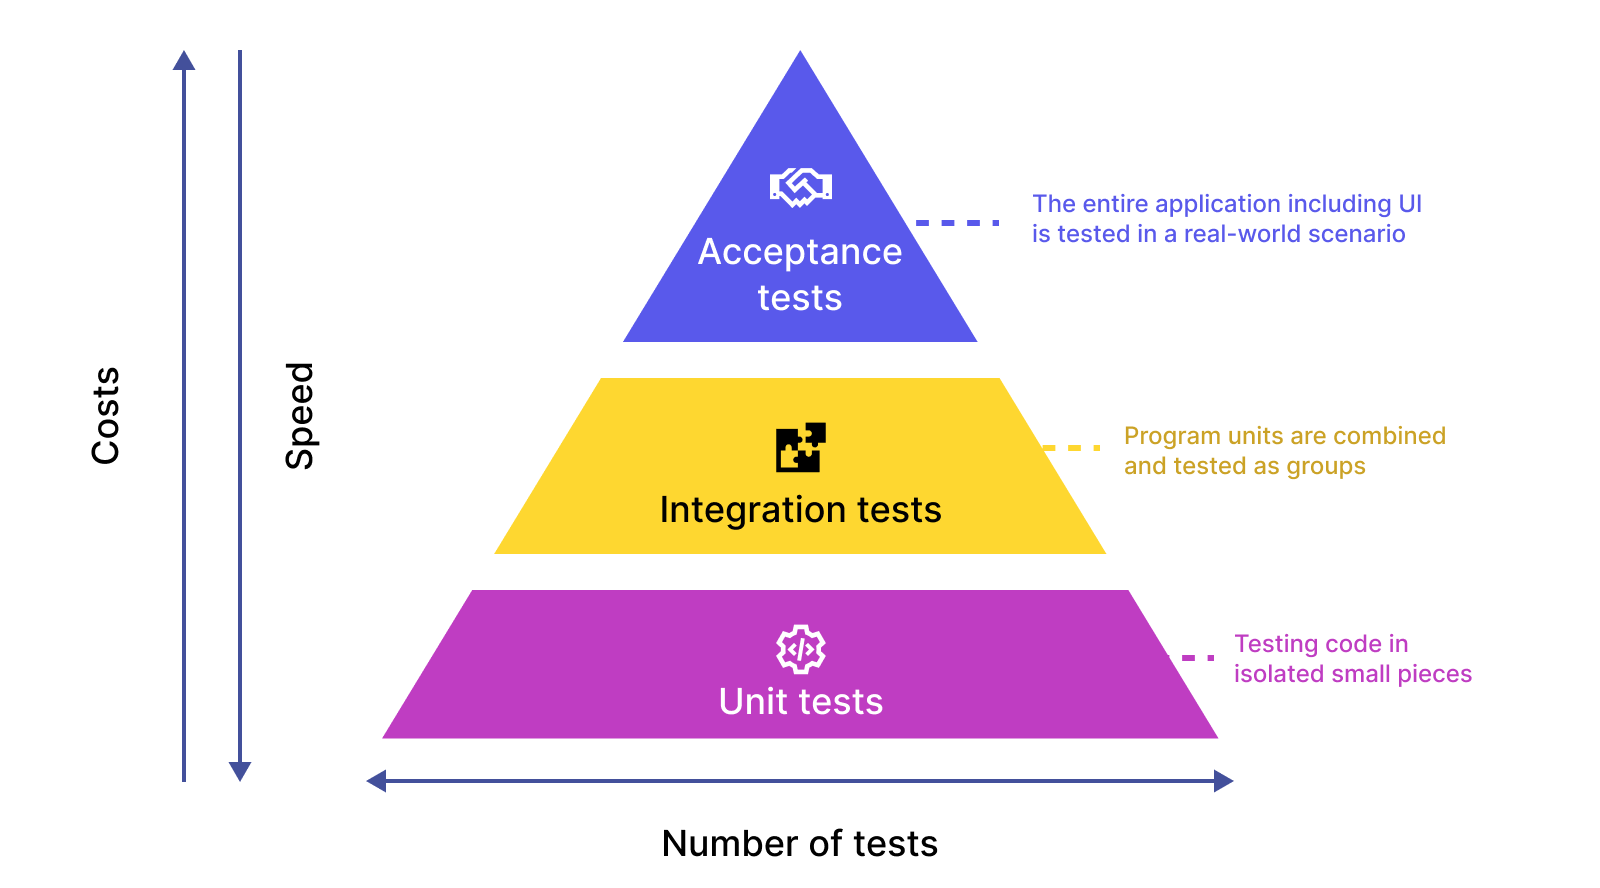 Acceptance
tests
The entire application including UI
is tested in a real-world scenario
Costs
Speed
Integration tests
Program units are combined
and tested as groups
Unit tests
Testing code in
isolated small pieces
Number of tests